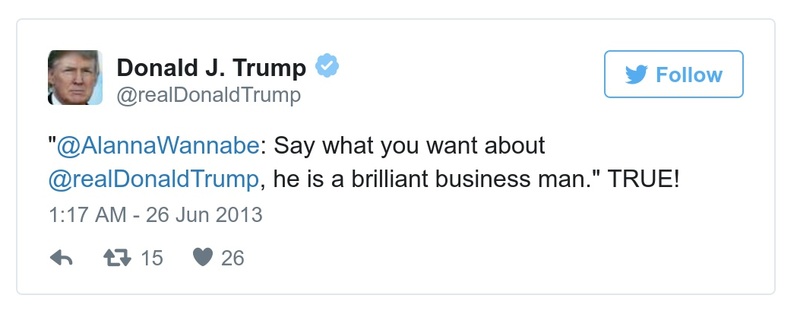 Donald J. Trump
@realDonaldTrump
Follow
"@AlannaWannabe: Say what you want about
@realDonaldTrump, he is a brilliant business man." TRUE!
1:17 AM - 26 Jun 2013
15 26